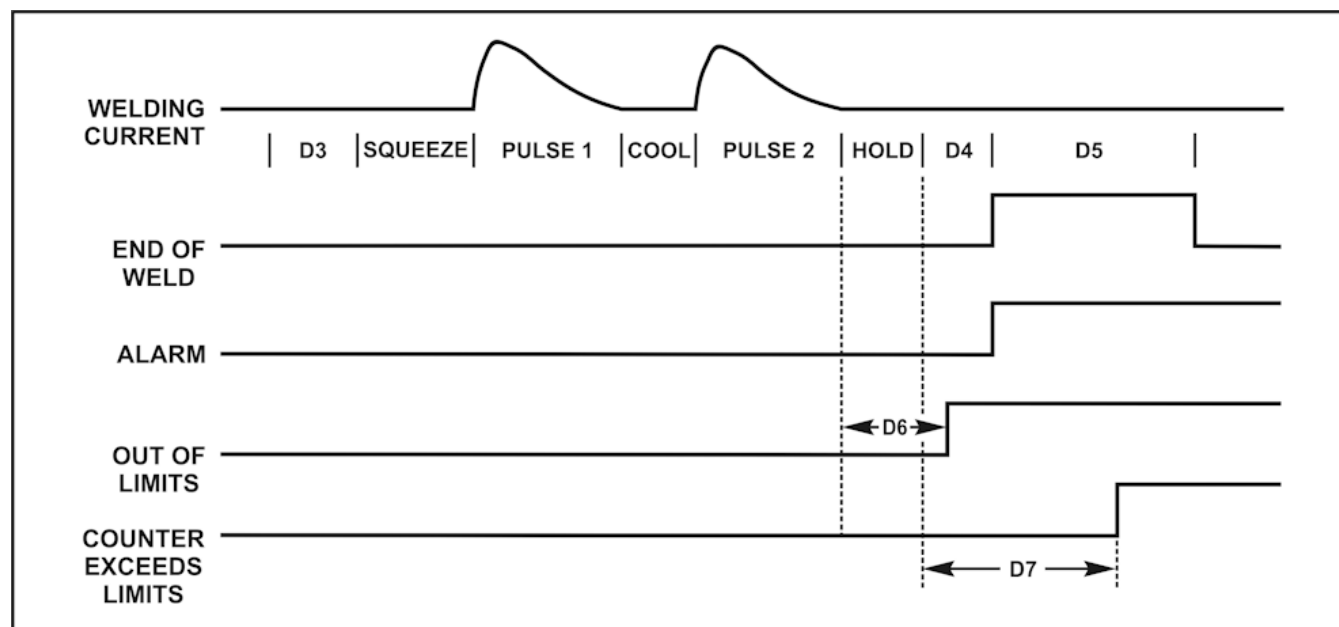 WELDING
CURRENT
D3 SQUEEZE PULSE 1 COOL PULSE 2 HOLD D4 D5
END OF
WELD
ALARM
D6
OUT OF
LIMITS
COUNTER
EXCEEDS
LIMITS
D7